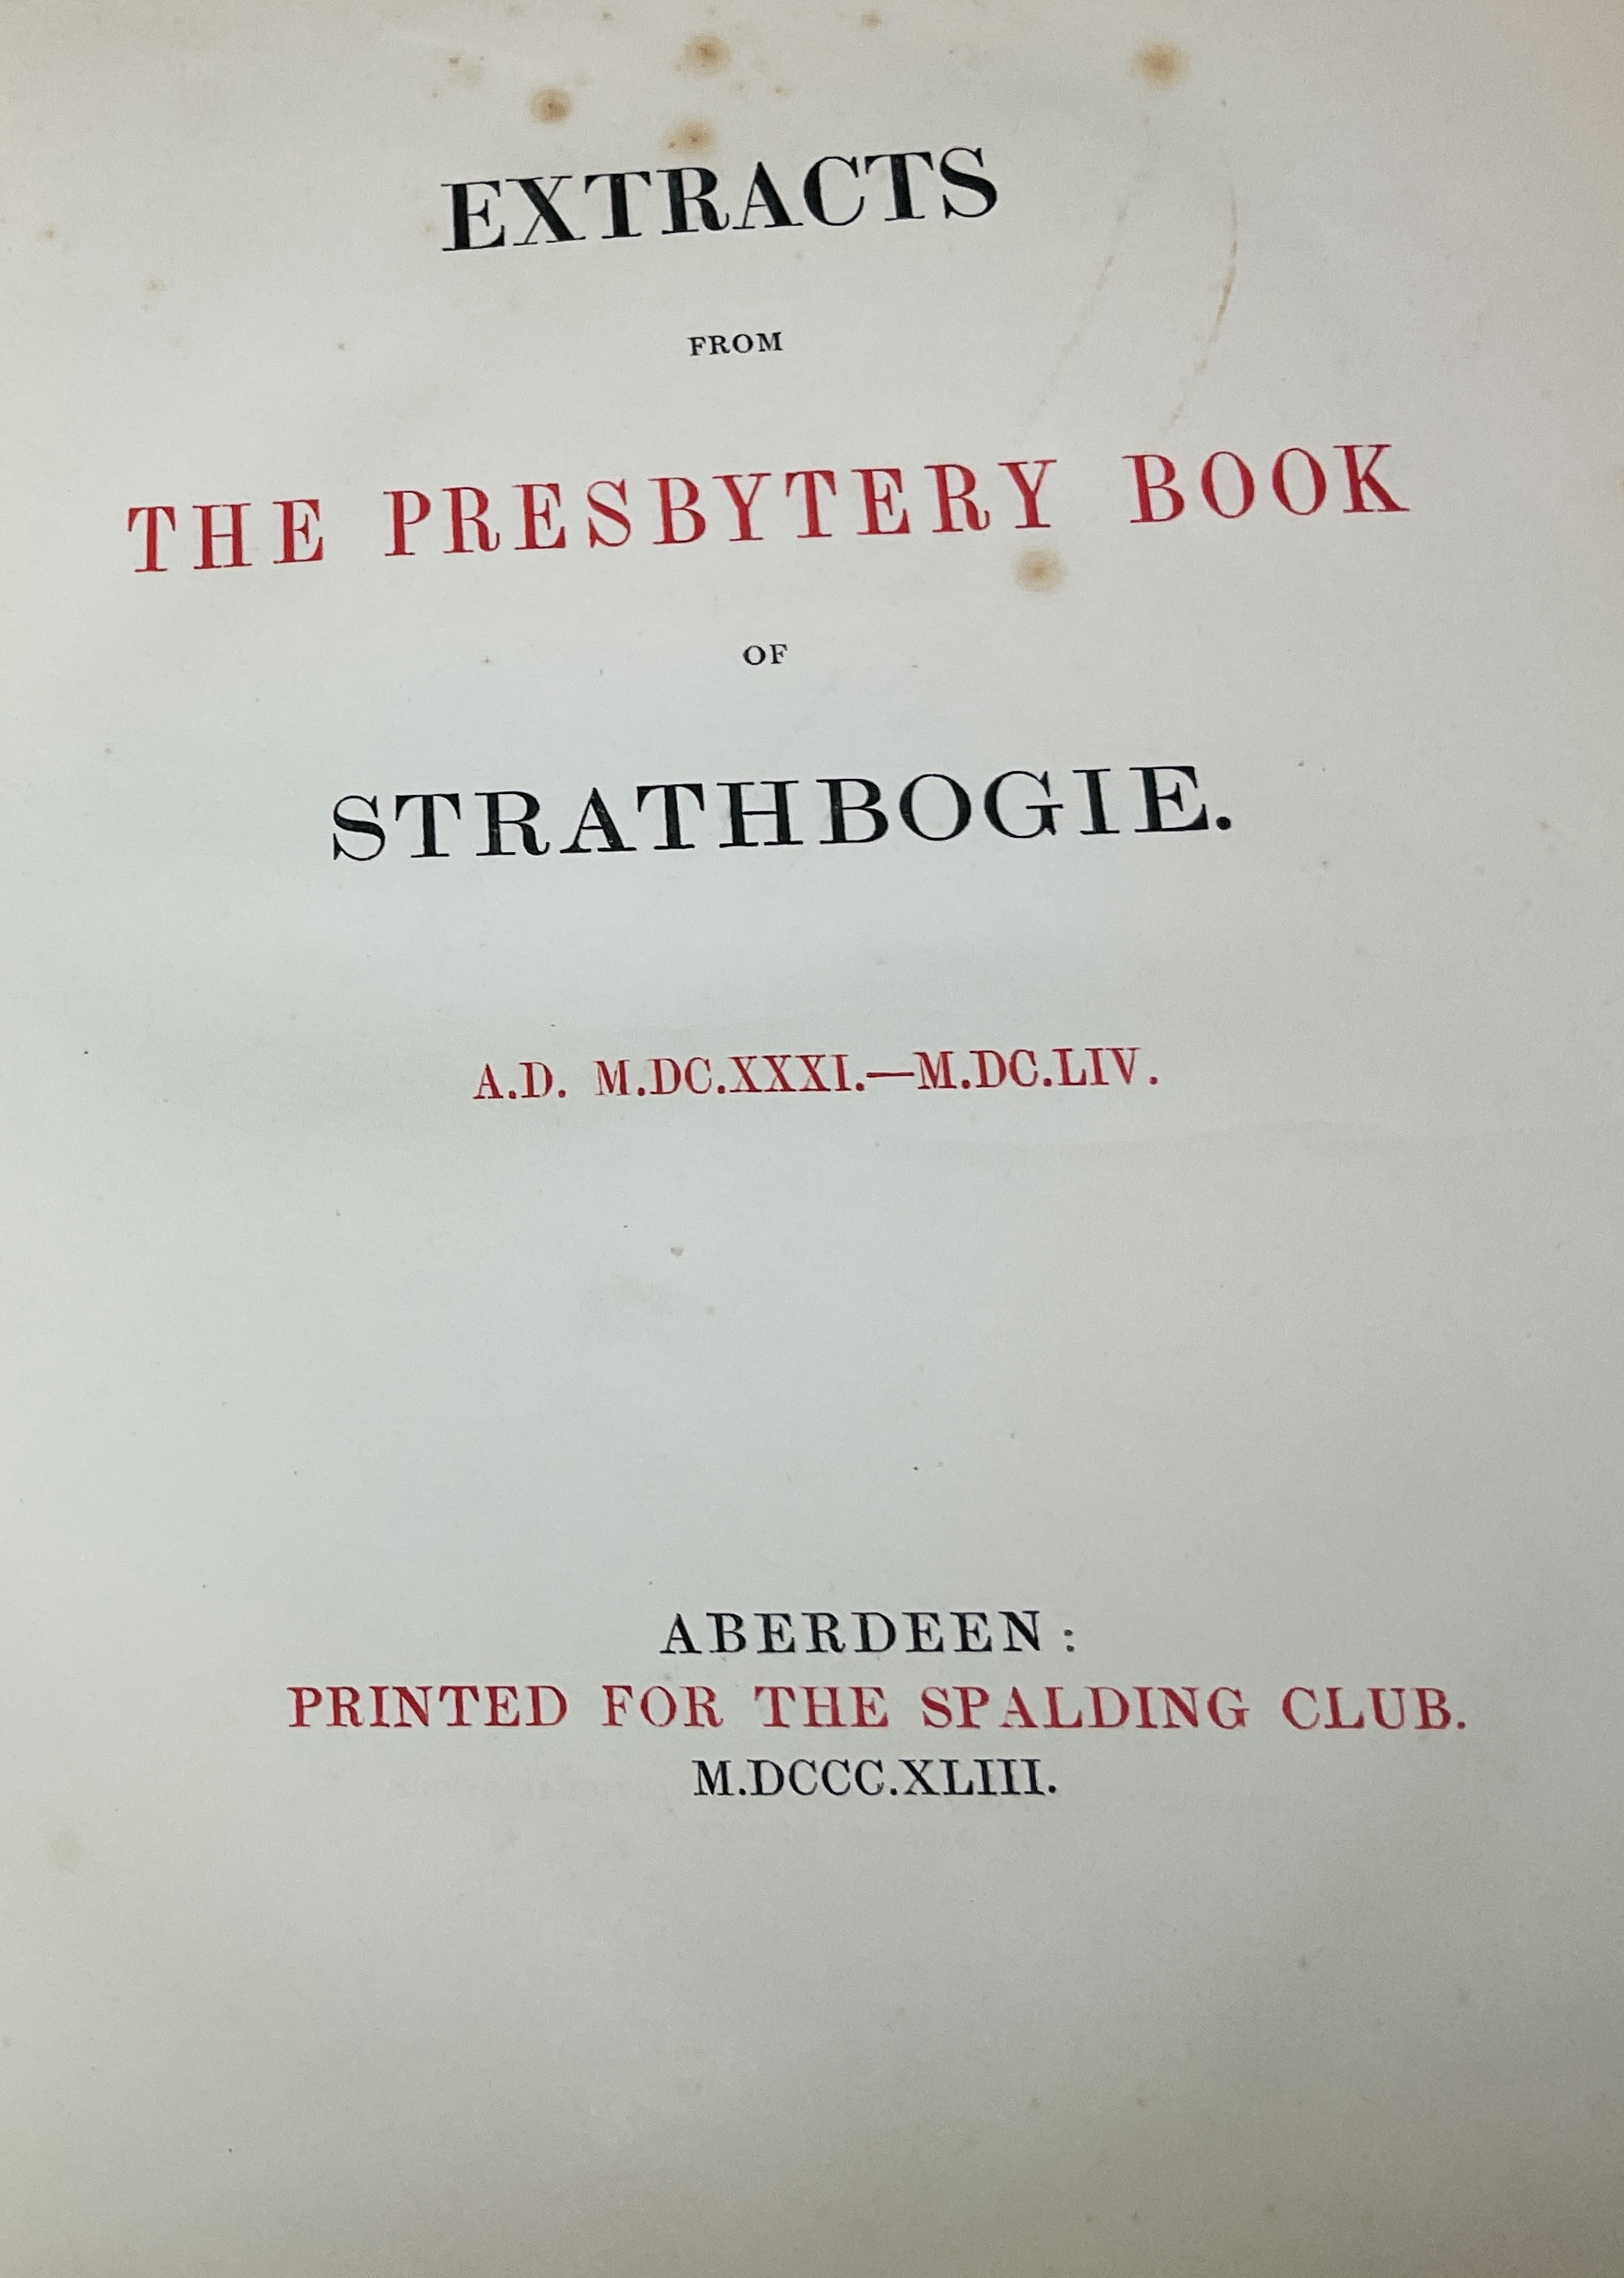 EXTRACTS
FROM
THE PRESBYTERY BOOK
OF
STRATHBOGIE.
A.D. M.DC.XXXI.—M.DC.LIV.
ABERDEEN:
PRINTED FOR THE SPALDING CLUB.
M.DCCC.XLIII.